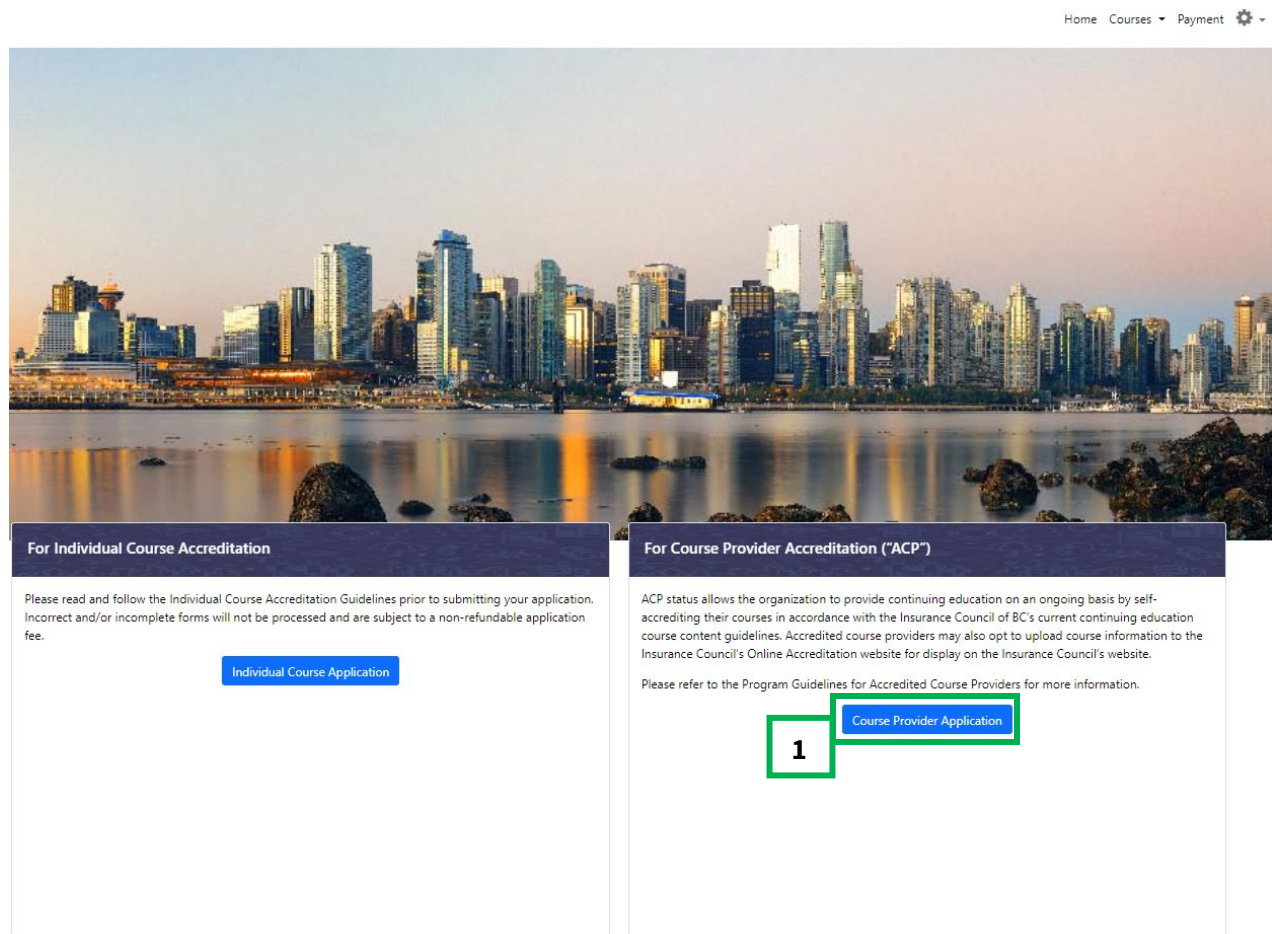 Home Courses Payment
For Individual Course Accreditation
Please read and follow the Individual Course Accreditation Guidelines prior to submitting your application.
Incorrect and/or incomplete forms will not be processed and are subject to a non-refundable application
fee.
Individual Course Application
For Course Provider Accreditation ("ACP")
ACP status allows the organization to provide continuing education on an ongoing basis by self-
accrediting their courses in accordance with the Insurance Council of BC's current continuing education
course content guidelines. Accredited course providers may also opt to upload course information to the
Insurance Council's Online Accreditation website for display on the Insurance Council's website.
Please refer to the Program Guidelines for Accredited Course Providers for more information.
Course Provider Application
1